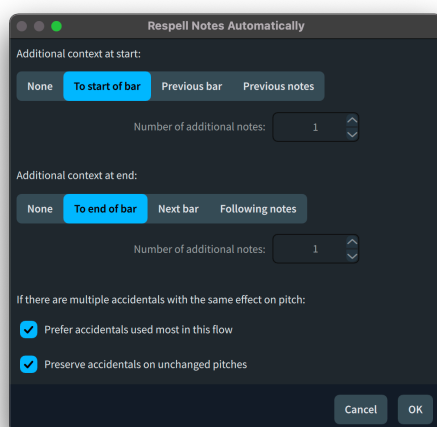 Respell Notes Automatically
Additional context at start:
None To start of bar Previous bar Previous notes
Number of additional notes: 1
Additional context at end:
None To end of bar Next bar Following notes
Number of additional notes: 1
If there are multiple accidentals with the same effect on pitch:
Prefer accidentals used most in this flow
Preserve accidentals on unchanged pitches
Cancel OK